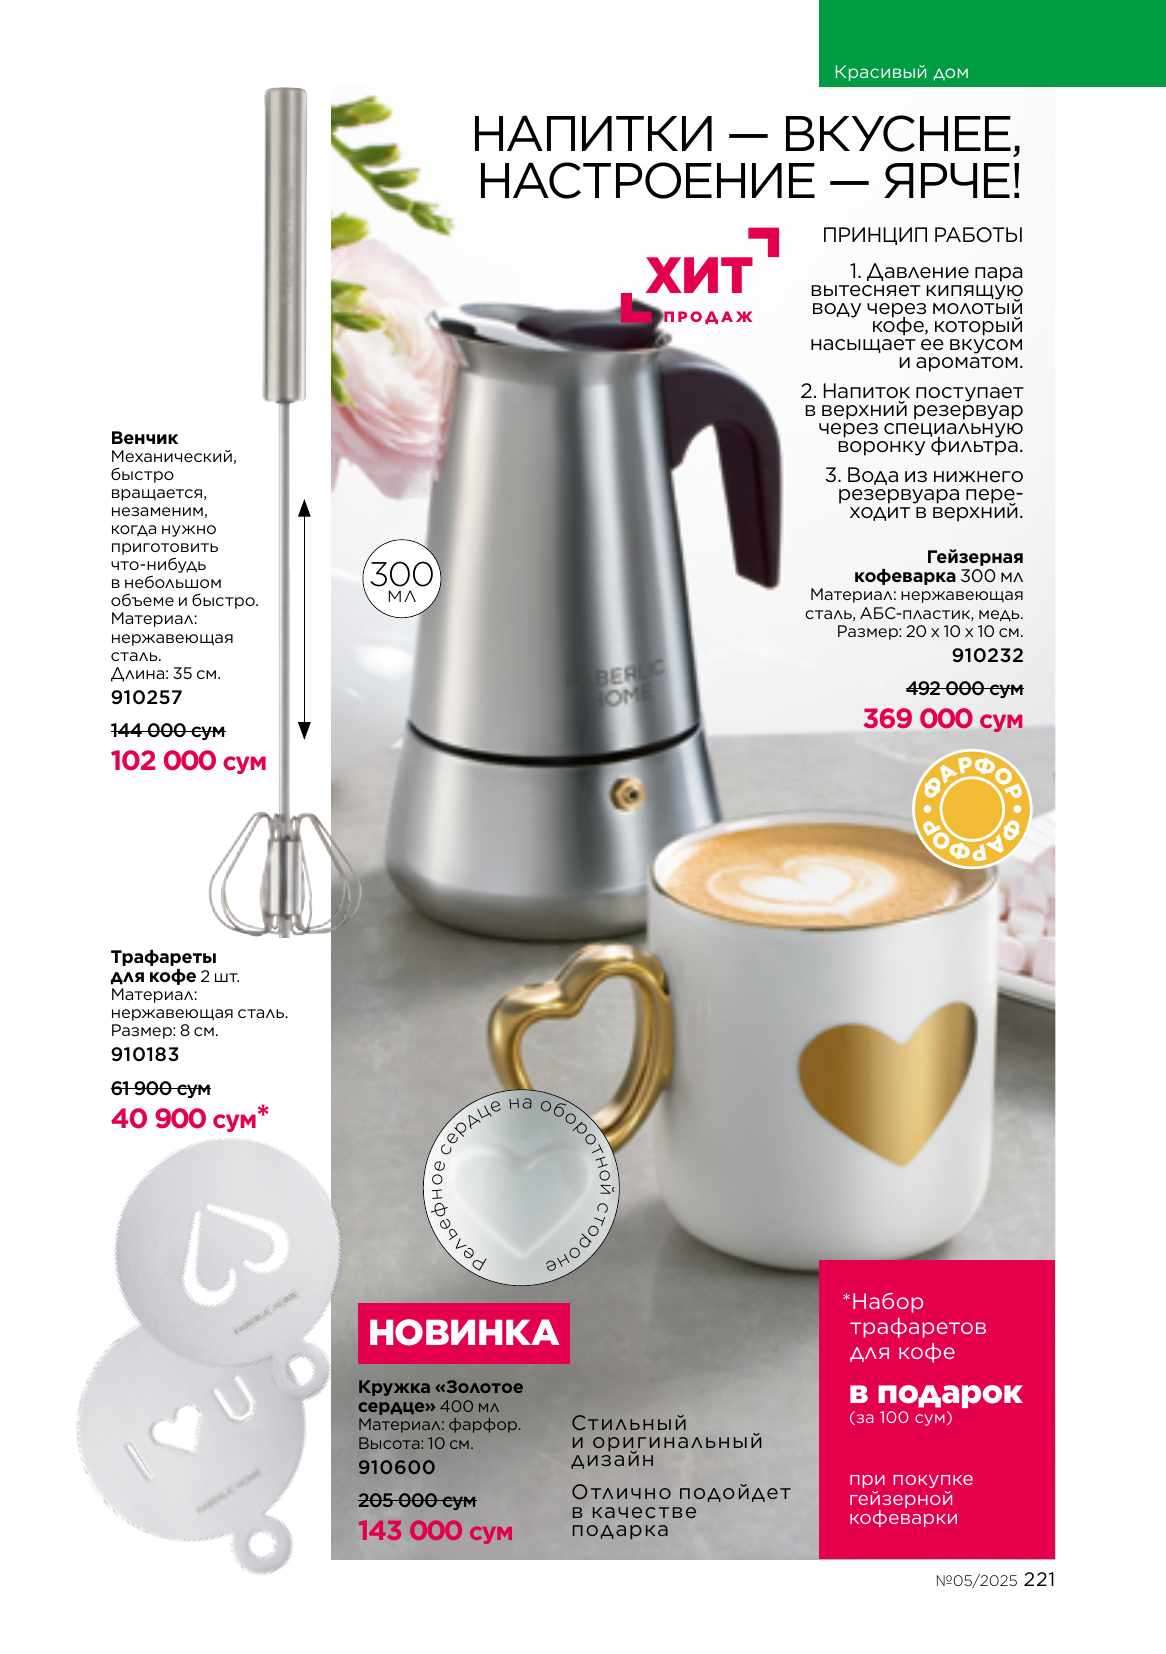 Красивый дом
НАПИТКИ — ВКУСНЕЕ,
НАСТРОЕНИЕ — ЯРЧЕ!
ХИТ
ПРОДАЖ
ПРИНЦИП РАБОТЫ
1. Давление пара
вытесняет кипящую
воду через молотый
кофе, который
насыщает ее вкусом
и ароматом.
2. Напиток поступает
в верхний резервуар
через специальную
воронку фильтра.
3. Вода из нижнего
резервуара пере-
ходит в верхний.
Гейзерная
кофеварка 300 мл
Материал: нержавеющая
сталь, АБС-пластик, медь.
Размер: 20 х 10 х 10 см.
910232
492 000 сум
369 000 сум
Венчик
Механический,
быстро
вращается,
незаменим,
когда нужно
приготовить
что-нибудь
в небольшом
объеме и быстро.
Материал:
нержавеющая
сталь.
Длина: 35 см.
910257
144 000 сум
102 000 сум
300
МЛ
FABERLIC
HOME
ФАРФОР • ФАРФОР •
Трафареты
для кофе 2 шт.
Материал:
нержавеющая сталь.
Размер: 8 см.
910183
61 900 сум
40 900 сум*
FABERLIC HOME
I U
FABERLIC HOME
Рельефное сердце на оборотной стороне
НОВИНКА
Кружка «Золотое
сердце» 400 мл
Материал: фарфор.
Высота: 10 см.
910600
205 000 сум
143 000 сум
Стильный
и оригинальный
дизайн
Отлично подойдет
в качестве
подарка
*Набор
трафаретов
для кофе
в подарок
(за 100 сум)
при покупке
гейзерной
кофеварки
№05/2025 221